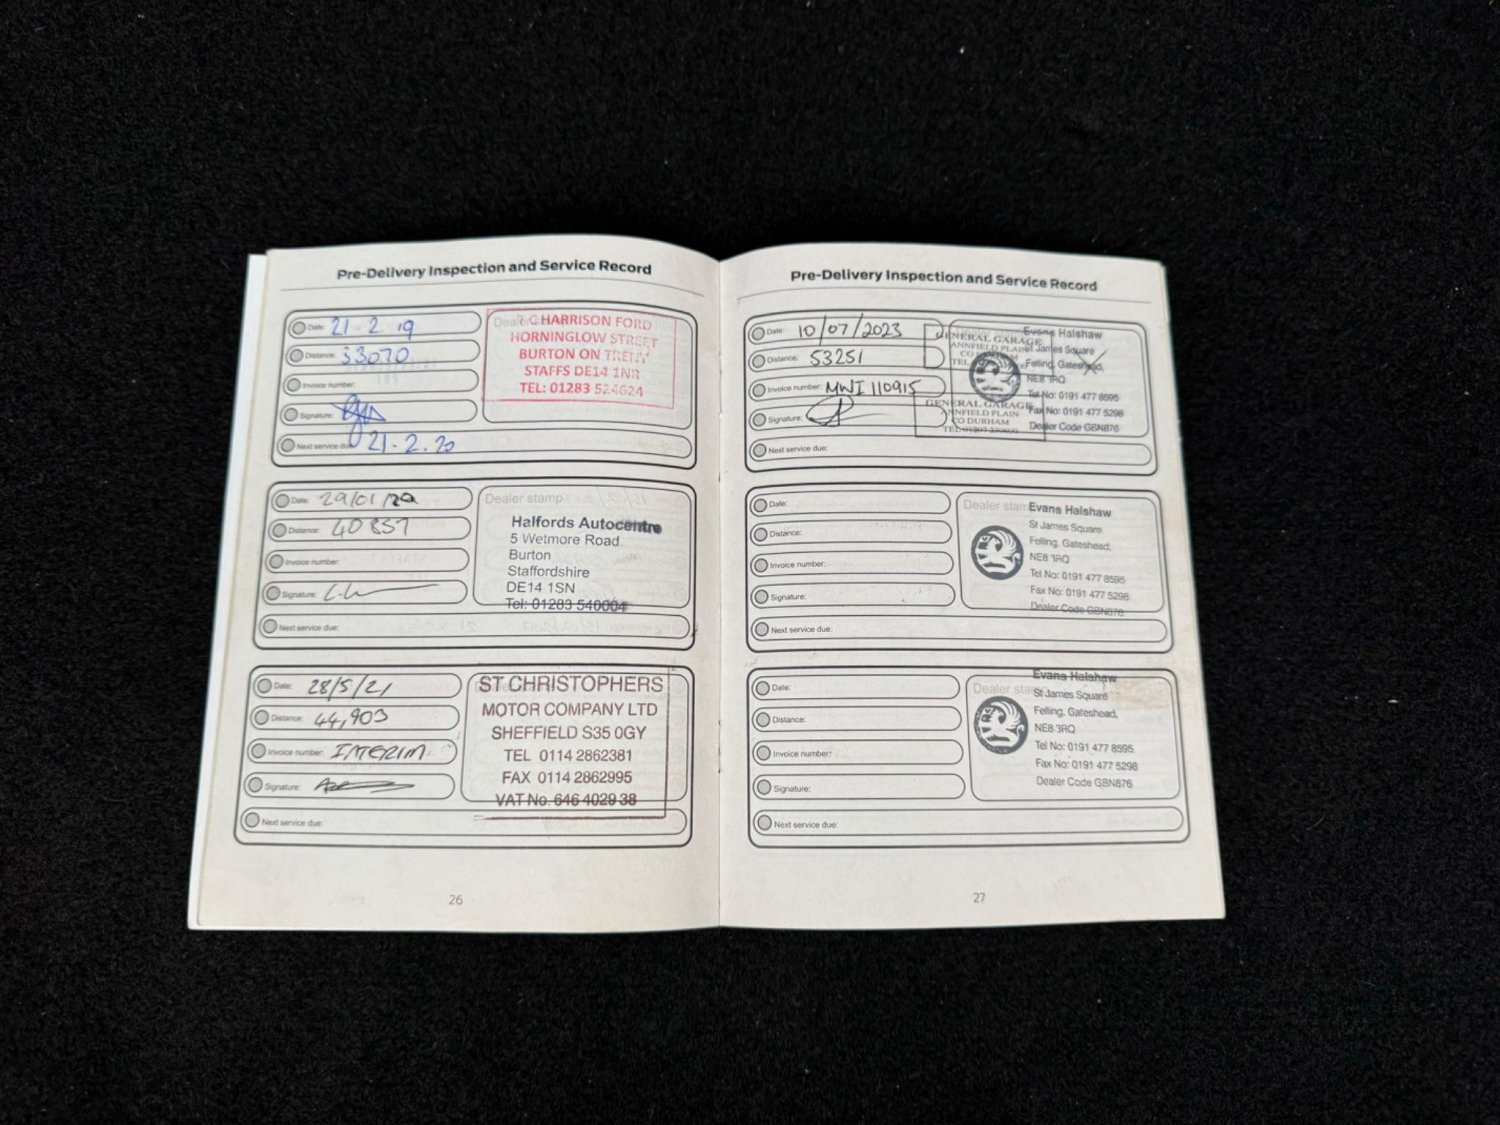 Pre-Delivery Inspection and Service Record
Date: 21.2.19
Distance: 33070
Invoice number:
Signature:
Next service due: 21.2.20
Dealer
T C HARRISON FORD
HORNINGLOW STREET
BURTON ON TRENT
STAFFS DE14 1NR
TEL: 01283 524624
Date: 29/01/20
Distance: 40857
Invoice number:
Signature:
Next service due:
Dealer stamp
Halfords Autocentre
5 Wetmore Road
Burton
Staffordshire
DE14 1SN
Tel: 01283 540004
Date: 28/5/21
Distance: 44,903
Invoice number: INTERIM
Signature:
Next service due:
ST CHRISTOPHERS
MOTOR COMPANY LTD
SHEFFIELD S35 0GY
TEL 0114 2862381
FAX 0114 2862995
VAT No. 646 4029 38
26
Pre-Delivery Inspection and Service Record
Date: 10/07/2023
Distance: 53251
Invoice number: MWI 110915
Signature:
Next service due:
GENERAL GARAGE
ANNFIELD PLAIN
CO DURHAM
TEL
GENERAL GARAGE
ANNFIELD PLAIN
CO DURHAM
Evans Halshaw
St James Square
Felling, Gateshead,
NE8 3RQ
Tel No: 0191 477 8595
Fax No: 0191 477 5298
Dealer Code GBN876
Date:
Distance:
Invoice number:
Signature:
Next service due:
Dealer stam
Evans Halshaw
St James Square
Felling, Gateshead,
NE8 3RQ
Tel No: 0191 477 8595
Fax No: 0191 477 5298
Dealer Code GBN876
Date:
Distance:
Invoice number:
Signature:
Next service due:
Dealer sta
Evans Halshaw
St James Square
Felling, Gateshead,
NE8 3RQ
Tel No: 0191 477 8595
Fax No: 0191 477 5298
Dealer Code GBN876
27